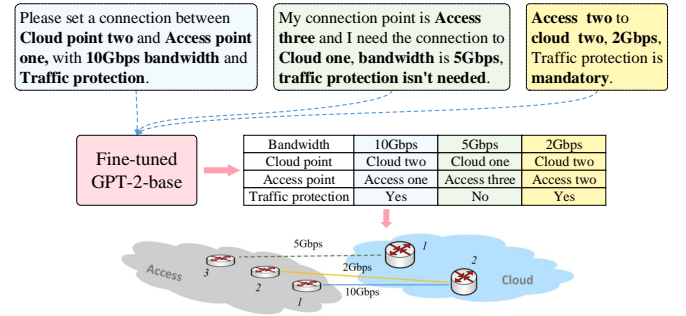 Please set a connection between
Cloud point two and Access point
one, with 10Gbps bandwidth and
Traffic protection.
My connection point is Access
three and I need the connection to
Cloud one, bandwidth is 5Gbps,
traffic protection isn't needed.
Access two to
cloud two, 2Gbps,
Traffic protection is
mandatory.
Fine-tuned
GPT-2-base
Bandwidth 10Gbps 5Gbps 2Gbps
Cloud point Cloud two Cloud one Cloud two
Access point Access one Access three Access two
Traffic protection Yes No Yes
5Gbps
1
2
2Gbps
Access
3
2
Cloud
1
10Gbps